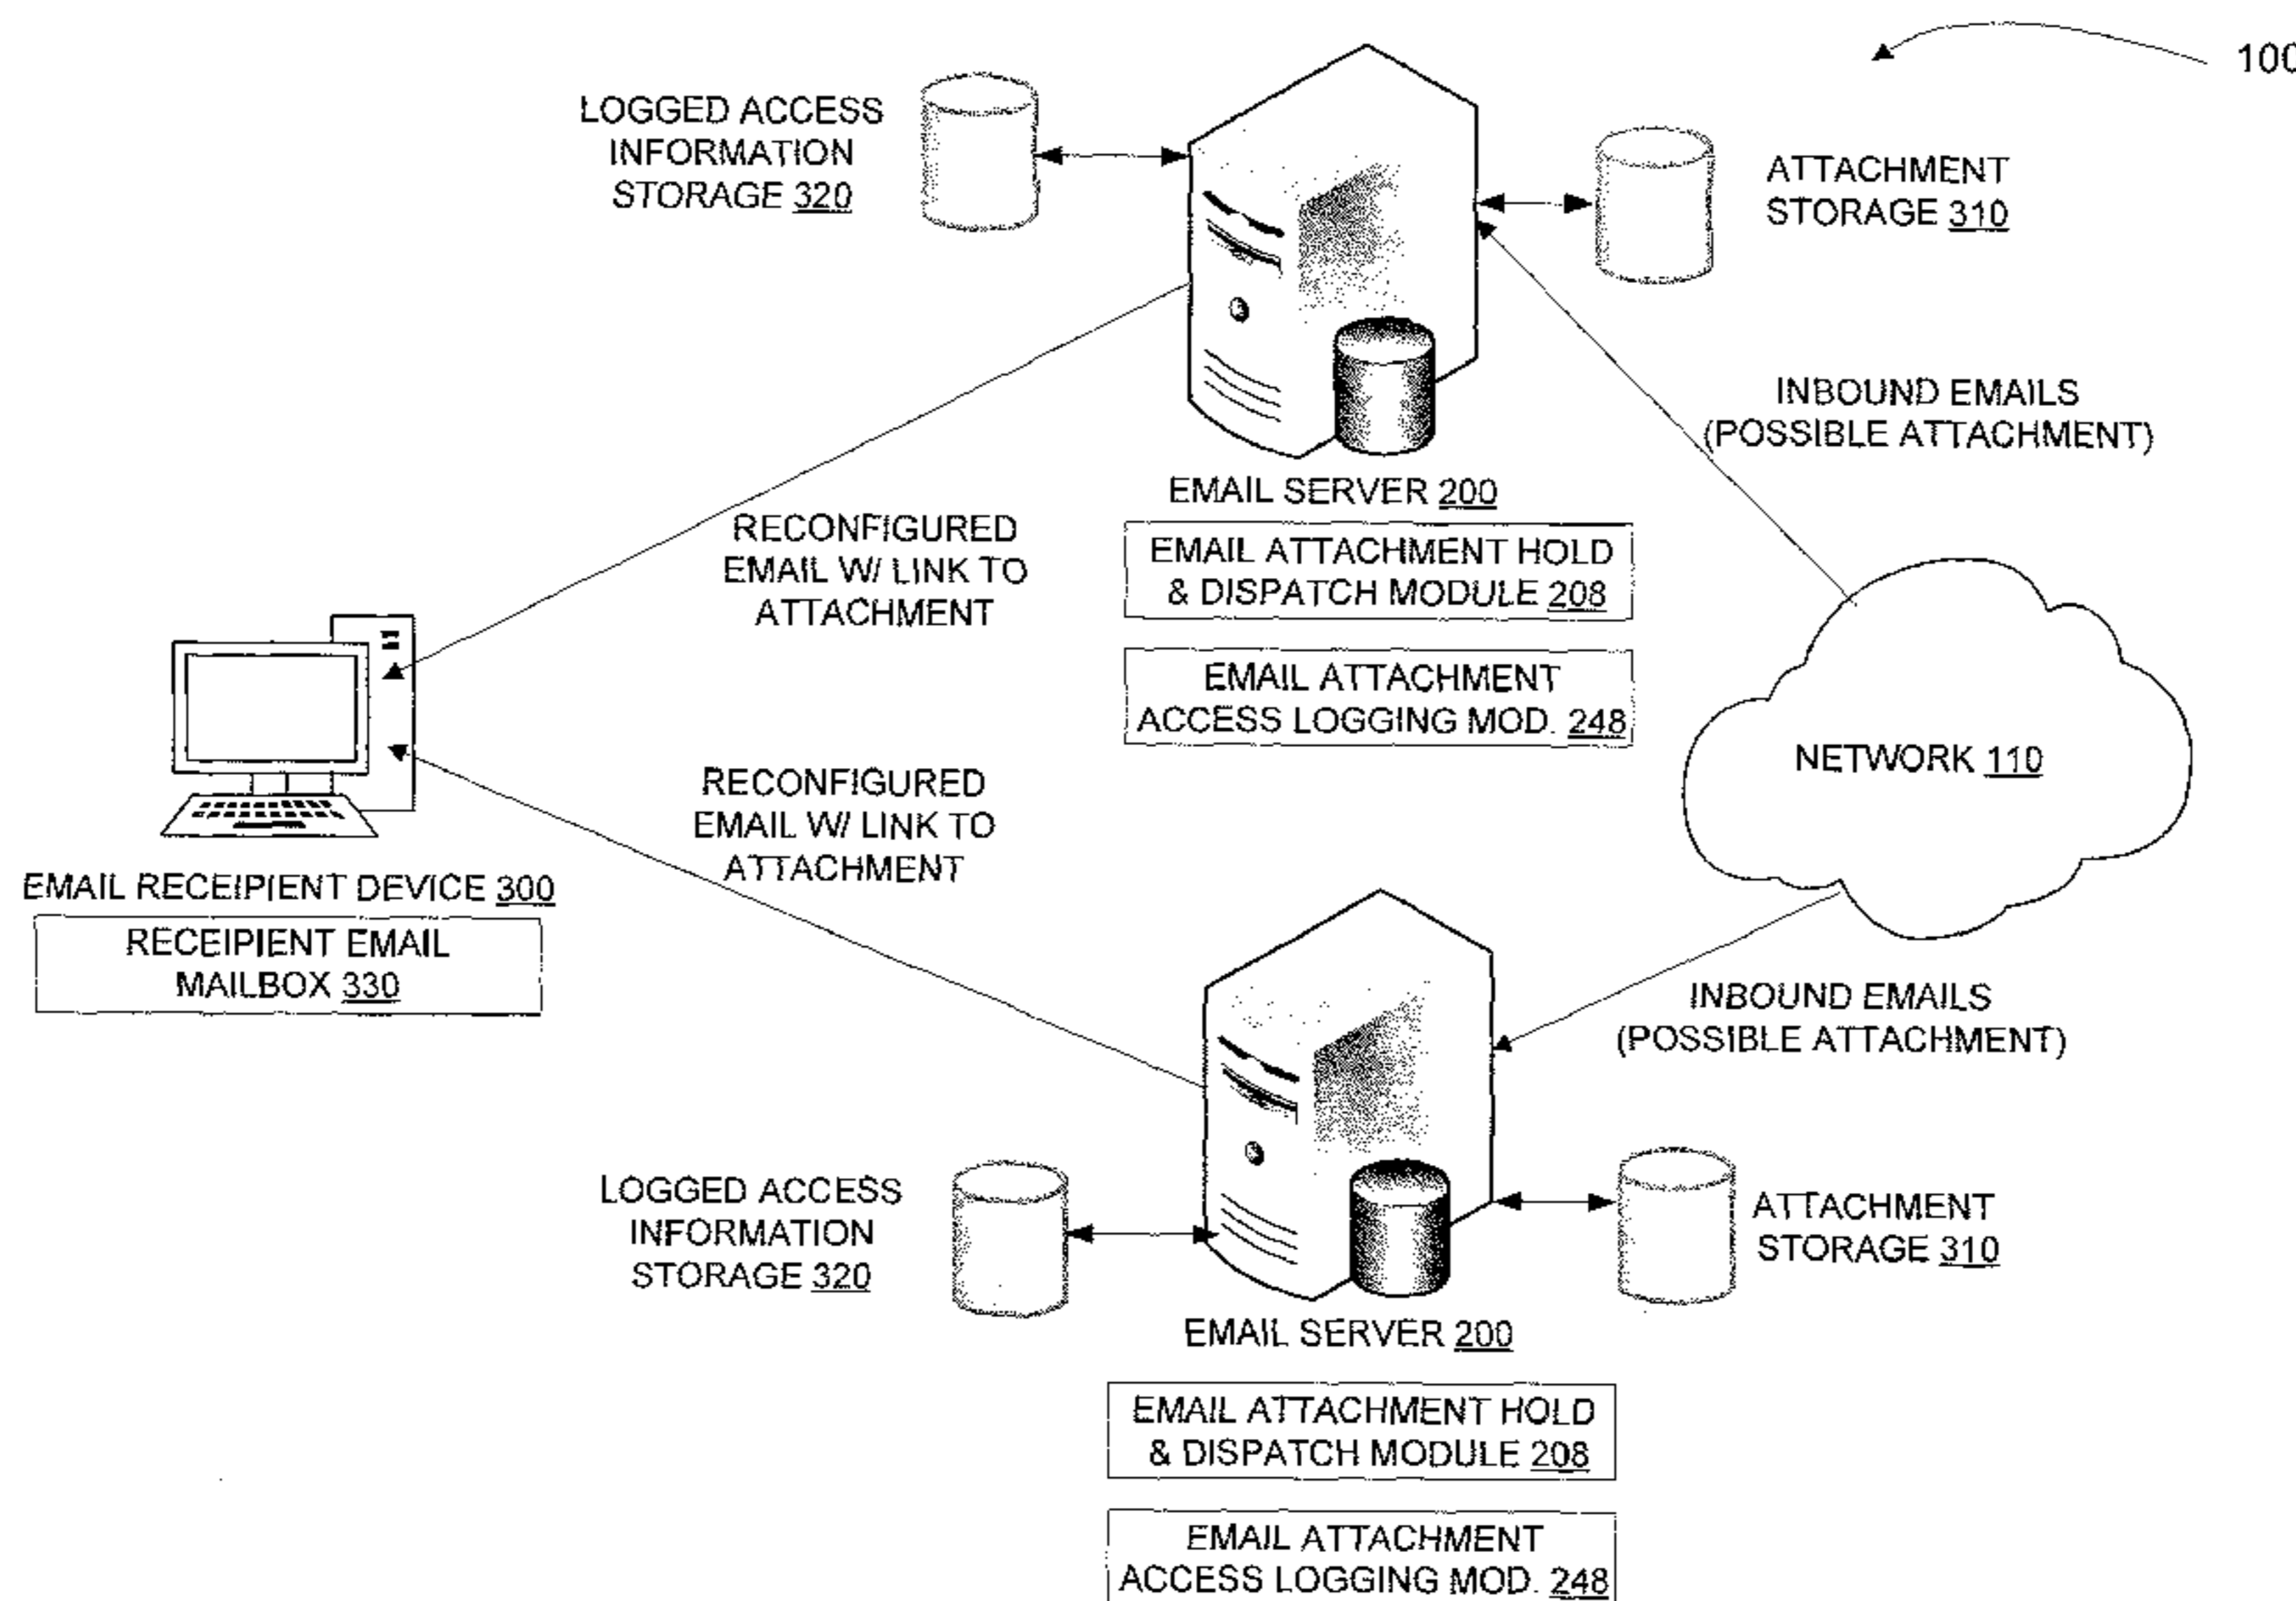 100
LOGGED ACCESS
INFORMATION
STORAGE 320
ATTACHMENT
STORAGE 310
INBOUND EMAILS
(POSSIBLE ATTACHMENT)
EMAIL SERVER 200
EMAIL ATTACHMENT HOLD
& DISPATCH MODULE 208
EMAIL ATTACHMENT
ACCESS LOGGING MOD. 248
RECONFIGURED
EMAIL W/ LINK TO
ATTACHMENT
NETWORK 110
RECONFIGURED
EMAIL W/ LINK TO
ATTACHMENT
EMAIL RECEIPIENT DEVICE 300
RECEIPIENT EMAIL
MAILBOX 330
INBOUND EMAILS
(POSSIBLE ATTACHMENT)
LOGGED ACCESS
INFORMATION
STORAGE 320
ATTACHMENT
STORAGE 310
EMAIL SERVER 200
EMAIL ATTACHMENT HOLD
& DISPATCH MODULE 208
EMAIL ATTACHMENT
ACCESS LOGGING MOD. 248